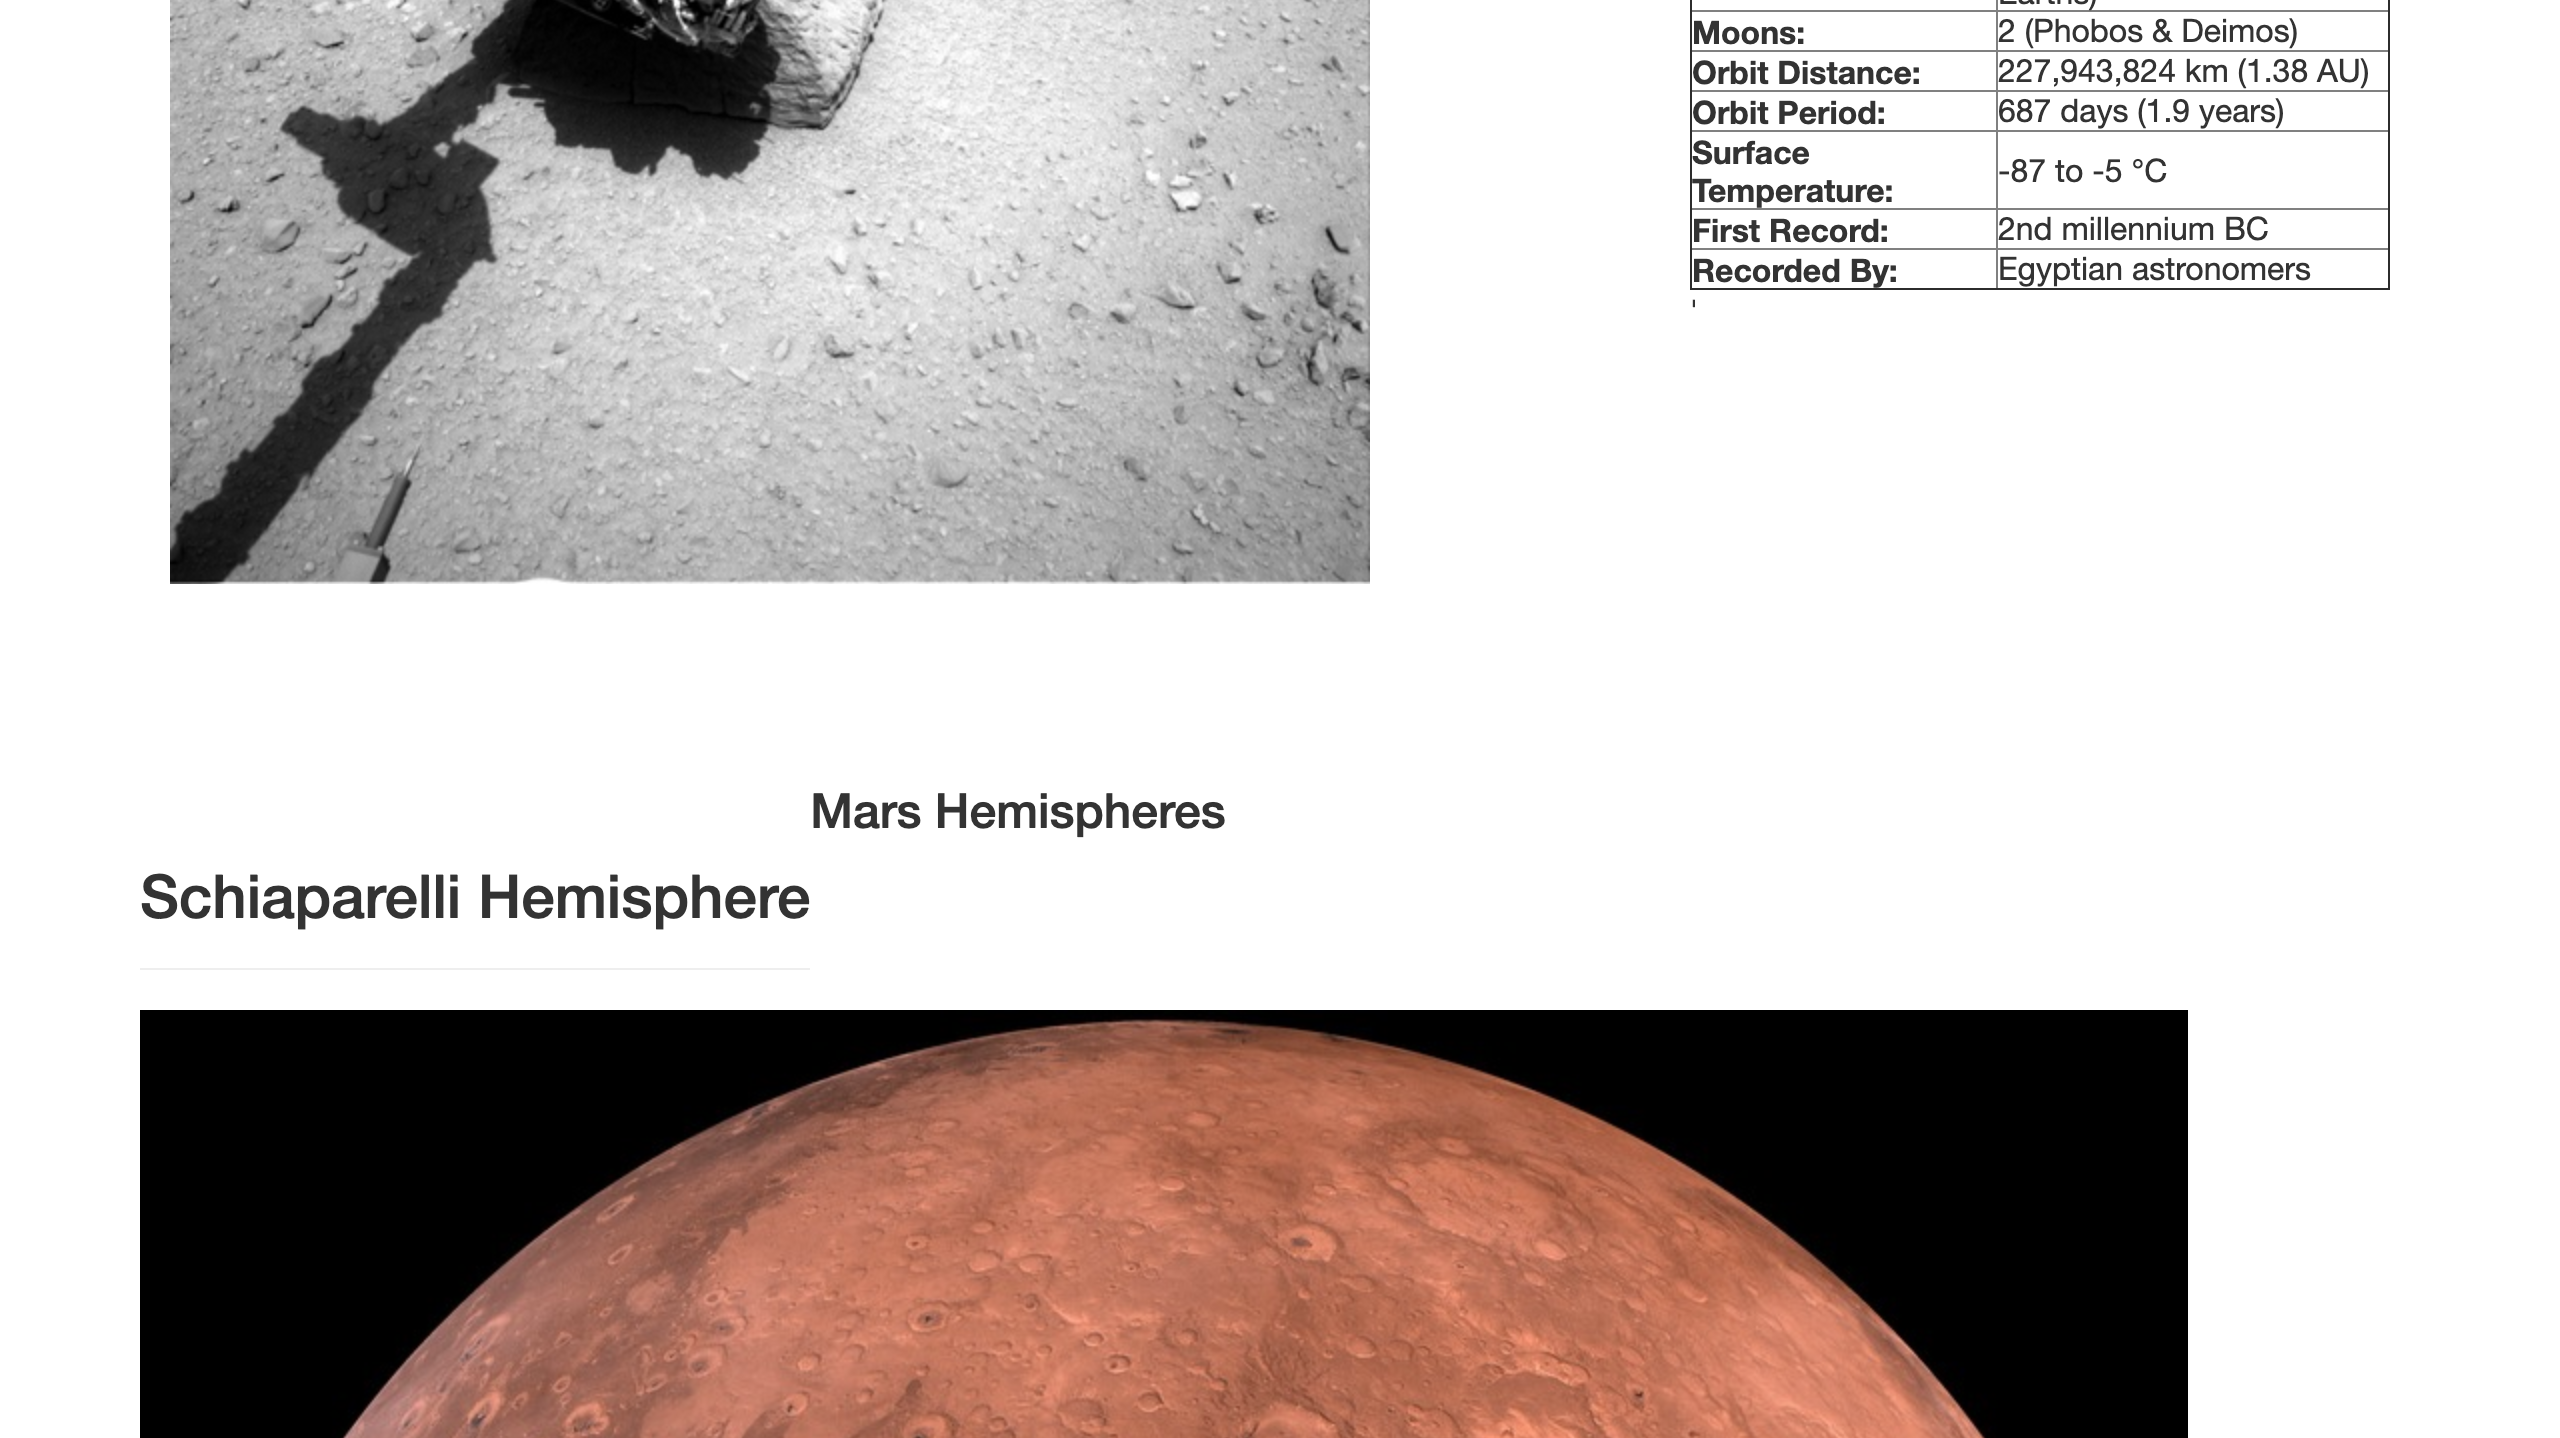 Earths)
Moons: 2 (Phobos & Deimos)
Orbit Distance: 227,943,824 km (1.38 AU)
Orbit Period: 687 days (1.9 years)
Surface
Temperature: -87 to -5 °C
First Record: 2nd millennium BC
Recorded By: Egyptian astronomers
'
Mars Hemispheres
Schiaparelli Hemisphere